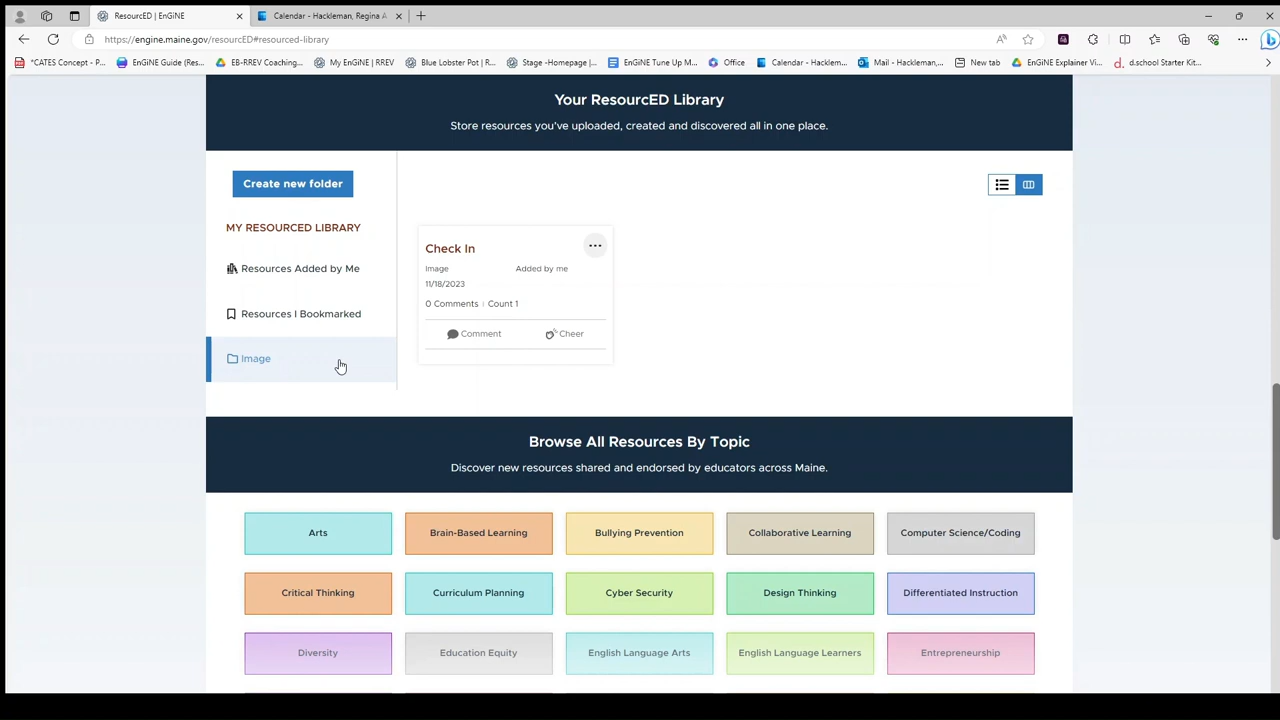 ResourcED | EnGiNE
Calendar - Hackleman, Regina A
https://engine.maine.gov/resourcED#resourced-library
*CATES Concept - P...
EnGiNE Guide (Res...
EB-RREV Coaching...
My EnGiNE | RREV
Blue Lobster Pot | R...
Stage -Homepage |...
EnGiNE Tune Up M...
Office
Calendar - Hacklem...
Mail - Hackleman,...
New tab
EnGiNE Explainer Vi...
d.school Starter Kit...
Your ResourcED Library
Store resources you've uploaded, created and discovered all in one place.
Create new folder
MY RESOURCED LIBRARY
Resources Added by Me
Resources I Bookmarked
Image
Check In
Image Added by me
11/18/2023
0 Comments | Count 1
Comment Cheer
Browse All Resources By Topic
Discover new resources shared and endorsed by educators across Maine.
Arts
Brain-Based Learning
Bullying Prevention
Collaborative Learning
Computer Science/Coding
Critical Thinking
Curriculum Planning
Cyber Security
Design Thinking
Differentiated Instruction
Diversity
Education Equity
English Language Arts
English Language Learners
Entrepreneurship